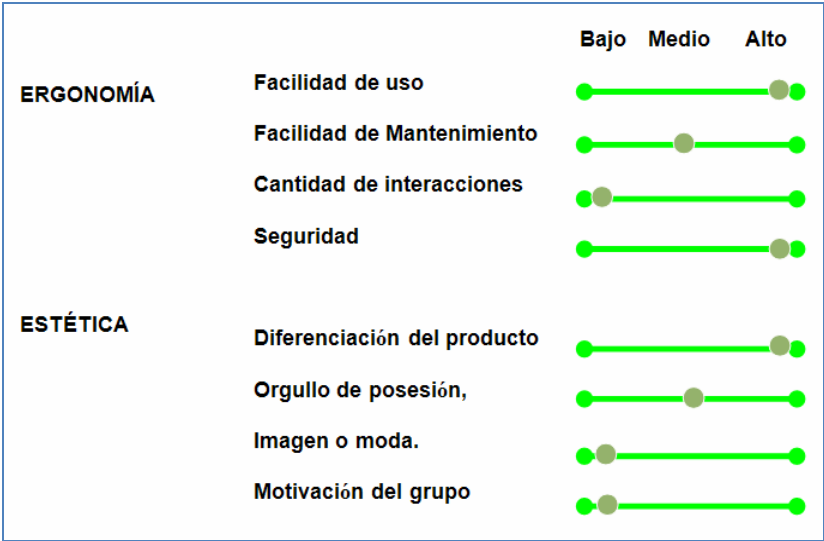 Bajo Medio Alto
ERGONOMÍA
Facilidad de uso
Facilidad de Mantenimiento
Cantidad de interacciones
Seguridad
ESTÉTICA
Diferenciación del producto
Orgullo de posesión,
Imagen o moda.
Motivación del grupo